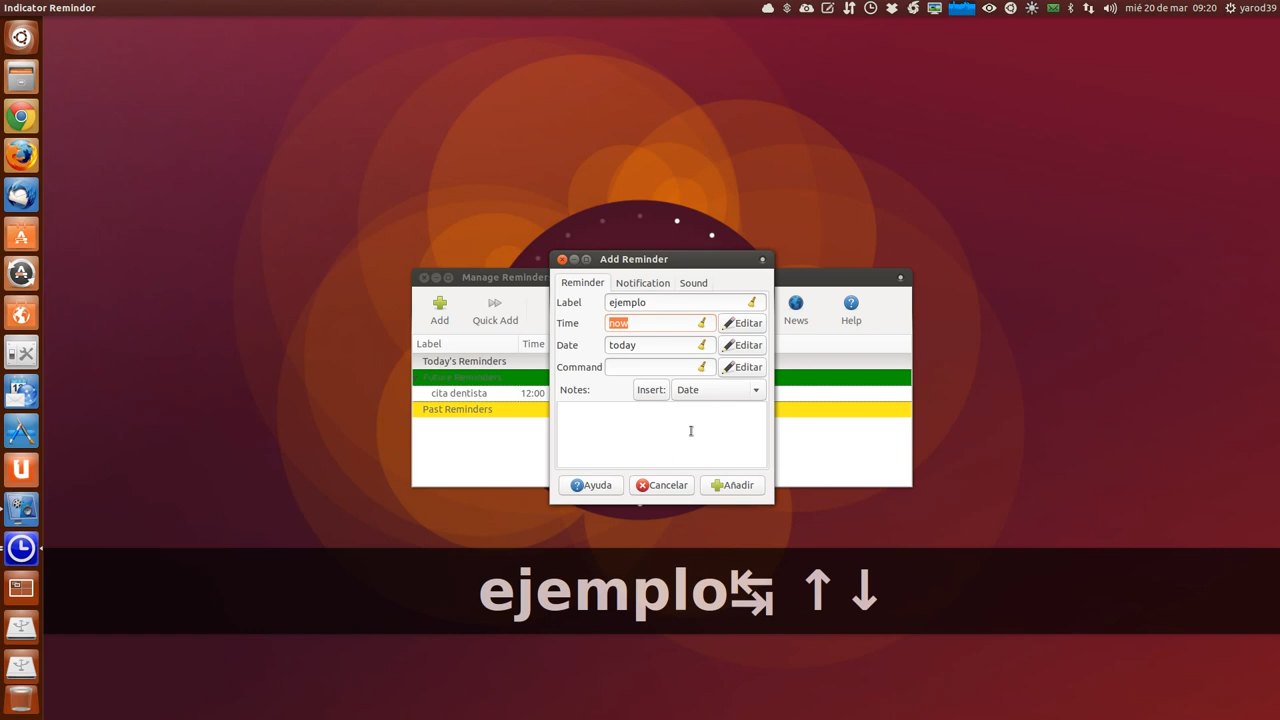 Indicator Remindor
mié 20 de mar 09:20 yarod39
Manage Reminder
Add
Quick Add
News
Help
Label Time
Today's Reminders
Future Reminders
cita dentista 12:00
Past Reminders
Add Reminder
Reminder Notification Sound
Label ejemplo
Time now Editar
Date today Editar
Command Editar
Notes: Insert: Date
Ayuda Cancelar Añadir
ejemplo↹ ↑↓